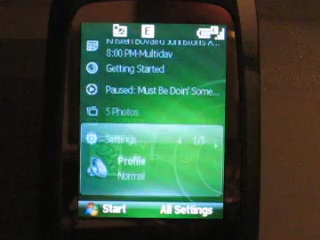 E
8:00 PM-Multiday
Getting Started
Paused: Must Be Doin' Some...
5 Photos
Settings 1/3
Profile
Normal
Start All Settings